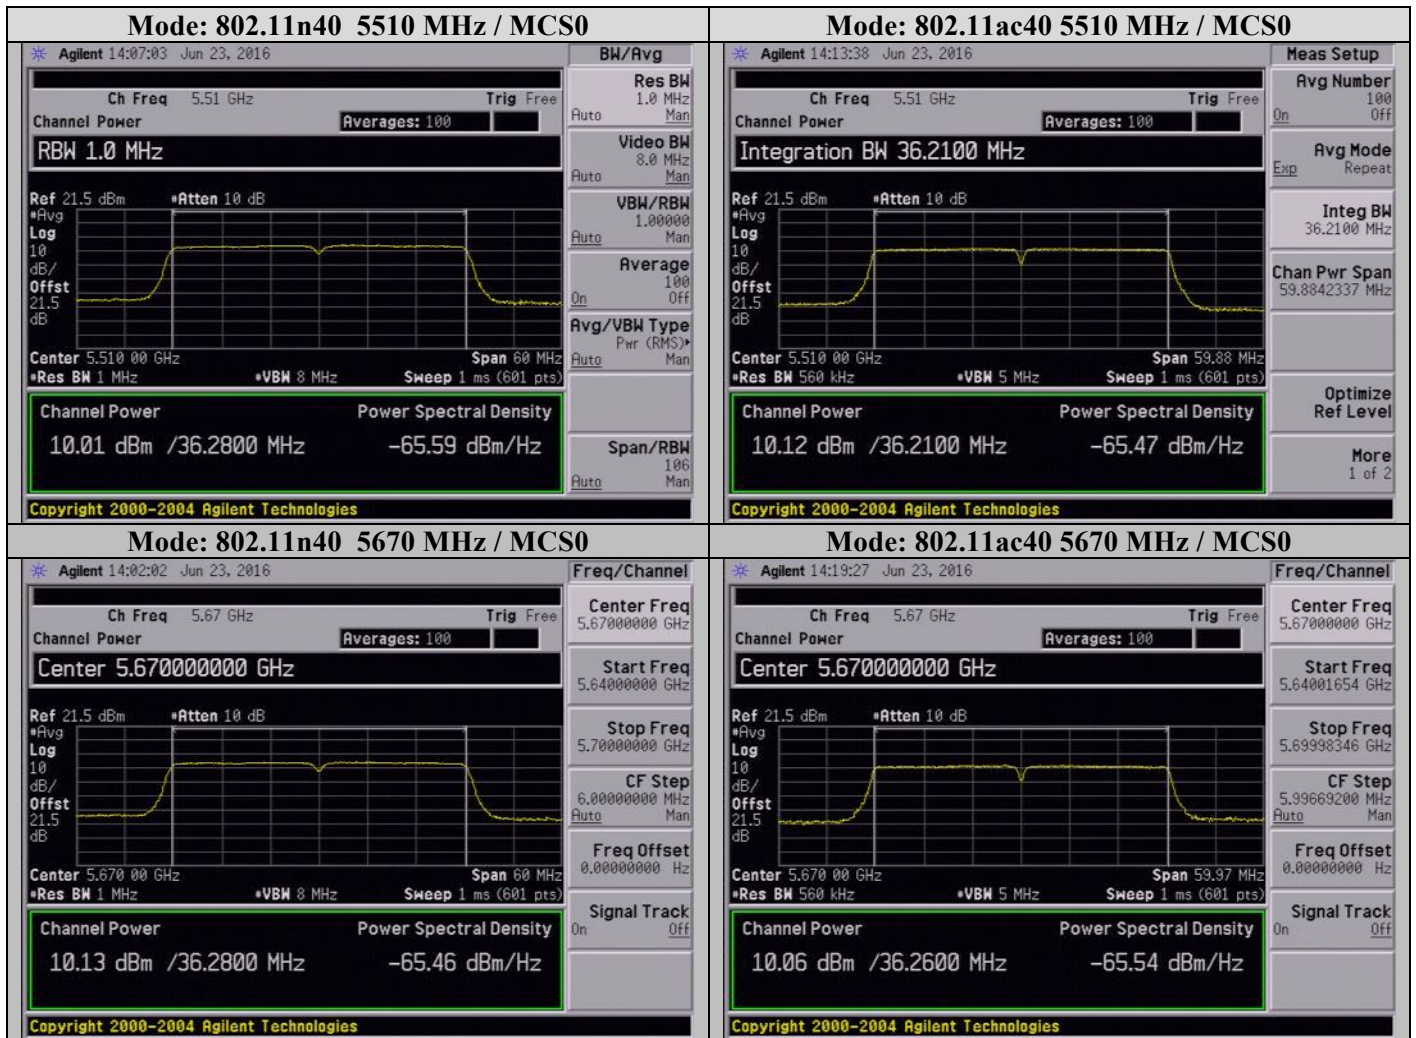 Mode: 802.11n40 5510 MHz / MCS0
Agilent 14:07:03 Jun 23, 2016
BW/Avg
Ch Freq 5.51 GHz
Trig Free
Channel Power
Averages: 100
RBW 1.0 MHz
Ref 21.5 dBm
#Atten 10 dB
#Avg
Log
10
dB/
Offst
21.5
dB
Center 5.510 00 GHz
Span 60 MHz
#Res BW 1 MHz
#VBW 8 MHz
Sweep 1 ms (601 pts)
Channel Power
Power Spectral Density
10.01 dBm /36.2800 MHz
-65.59 dBm/Hz
Copyright 2000-2004 Agilent Technologies
Res BW
1.0 MHz
Auto Man
Video BW
8.0 MHz
Auto Man
VBW/RBW
1.00000
Auto Man
Average
100
On Off
Avg/VBW Type
Pwr (RMS)▸
Auto Man
Span/RBW
106
Auto Man
Mode: 802.11ac40 5510 MHz / MCS0
Agilent 14:13:38 Jun 23, 2016
Meas Setup
Ch Freq 5.51 GHz
Trig Free
Channel Power
Averages: 100
Integration BW 36.2100 MHz
Ref 21.5 dBm
#Atten 10 dB
#Avg
Log
10
dB/
Offst
21.5
dB
Center 5.510 00 GHz
Span 59.88 MHz
#Res BW 560 kHz
#VBW 5 MHz
Sweep 1 ms (601 pts)
Channel Power
Power Spectral Density
10.12 dBm /36.2100 MHz
-65.47 dBm/Hz
Copyright 2000-2004 Agilent Technologies
Avg Number
100
On Off
Avg Mode
Exp Repeat
Integ BW
36.2100 MHz
Chan Pwr Span
59.8842337 MHz
Optimize
Ref Level
More
1 of 2
Mode: 802.11n40 5670 MHz / MCS0
Agilent 14:02:02 Jun 23, 2016
Freq/Channel
Ch Freq 5.67 GHz
Trig Free
Channel Power
Averages: 100
Center 5.670000000 GHz
Ref 21.5 dBm
#Atten 10 dB
#Avg
Log
10
dB/
Offst
21.5
dB
Center 5.670 00 GHz
Span 60 MHz
#Res BW 1 MHz
#VBW 8 MHz
Sweep 1 ms (601 pts)
Channel Power
Power Spectral Density
10.13 dBm /36.2800 MHz
-65.46 dBm/Hz
Copyright 2000-2004 Agilent Technologies
Center Freq
5.67000000 GHz
Start Freq
5.64000000 GHz
Stop Freq
5.70000000 GHz
CF Step
6.00000000 MHz
Auto Man
Freq Offset
0.00000000 Hz
Signal Track
On Off
Mode: 802.11ac40 5670 MHz / MCS0
Agilent 14:19:27 Jun 23, 2016
Freq/Channel
Ch Freq 5.67 GHz
Trig Free
Channel Power
Averages: 100
Center 5.670000000 GHz
Ref 21.5 dBm
#Atten 10 dB
#Avg
Log
10
dB/
Offst
21.5
dB
Center 5.670 00 GHz
Span 59.97 MHz
#Res BW 560 kHz
#VBW 5 MHz
Sweep 1 ms (601 pts)
Channel Power
Power Spectral Density
10.06 dBm /36.2600 MHz
-65.54 dBm/Hz
Copyright 2000-2004 Agilent Technologies
Center Freq
5.67000000 GHz
Start Freq
5.64001654 GHz
Stop Freq
5.69998346 GHz
CF Step
5.99669200 MHz
Auto Man
Freq Offset
0.00000000 Hz
Signal Track
On Off